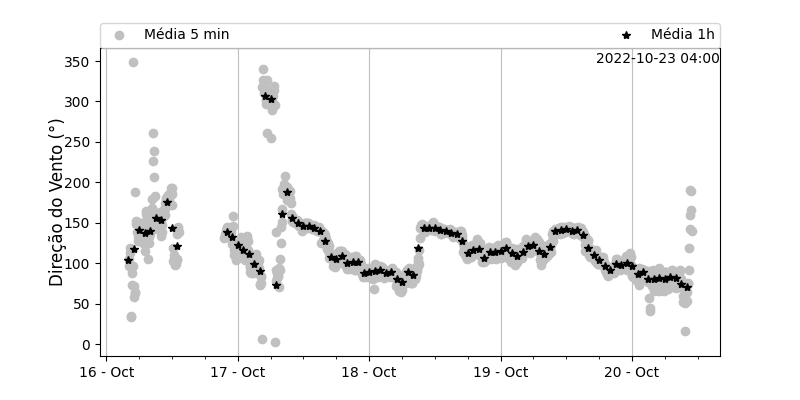 Média 5 min
Média 1h
2022-10-23 04:00
Direção do Vento (°)
350
300
250
200
150
100
50
0
16 - Oct
17 - Oct
18 - Oct
19 - Oct
20 - Oct